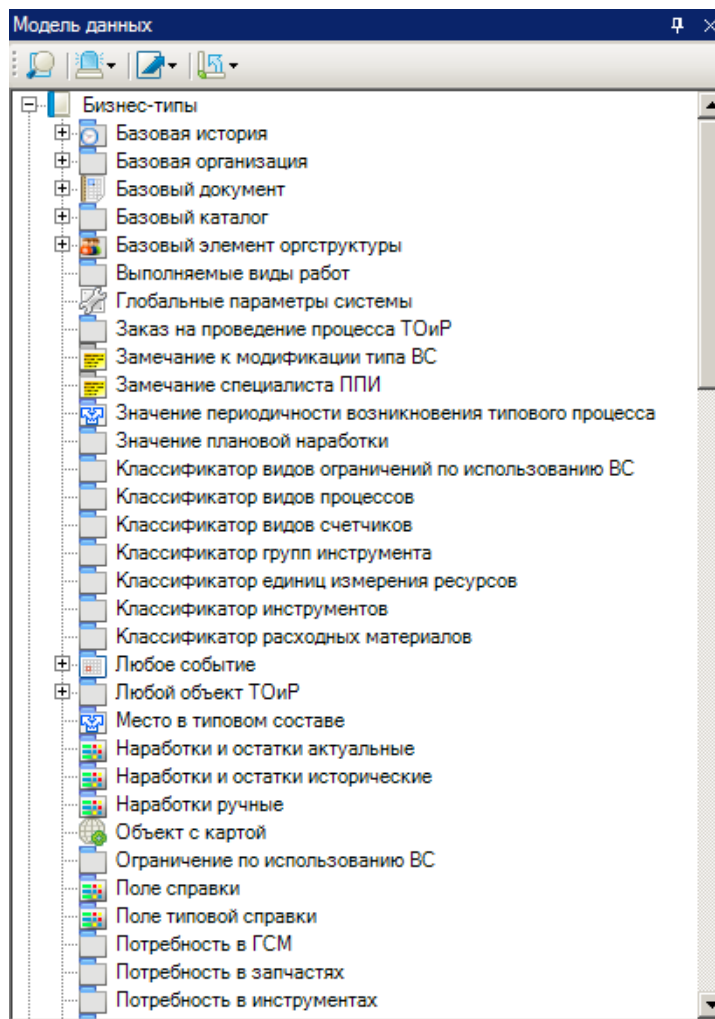 Модель данных
Бизнес-типы
Базовая история
Базовая организация
Базовый документ
Базовый каталог
Базовый элемент оргструктуры
Выполняемые виды работ
Глобальные параметры системы
Заказ на проведение процесса ТОиР
Замечание к модификации типа ВС
Замечание специалиста ППИ
Значение периодичности возникновения типового процесса
Значение плановой наработки
Классификатор видов ограничений по использованию ВС
Классификатор видов процессов
Классификатор видов счетчиков
Классификатор групп инструмента
Классификатор единиц измерения ресурсов
Классификатор инструментов
Классификатор расходных материалов
Любое событие
Любой объект ТОиР
Место в типовом составе
Наработки и остатки актуальные
Наработки и остатки исторические
Наработки ручные
Объект с картой
Ограничение по использованию ВС
Поле справки
Поле типовой справки
Потребность в ГСМ
Потребность в запчастях
Потребность в инструментах